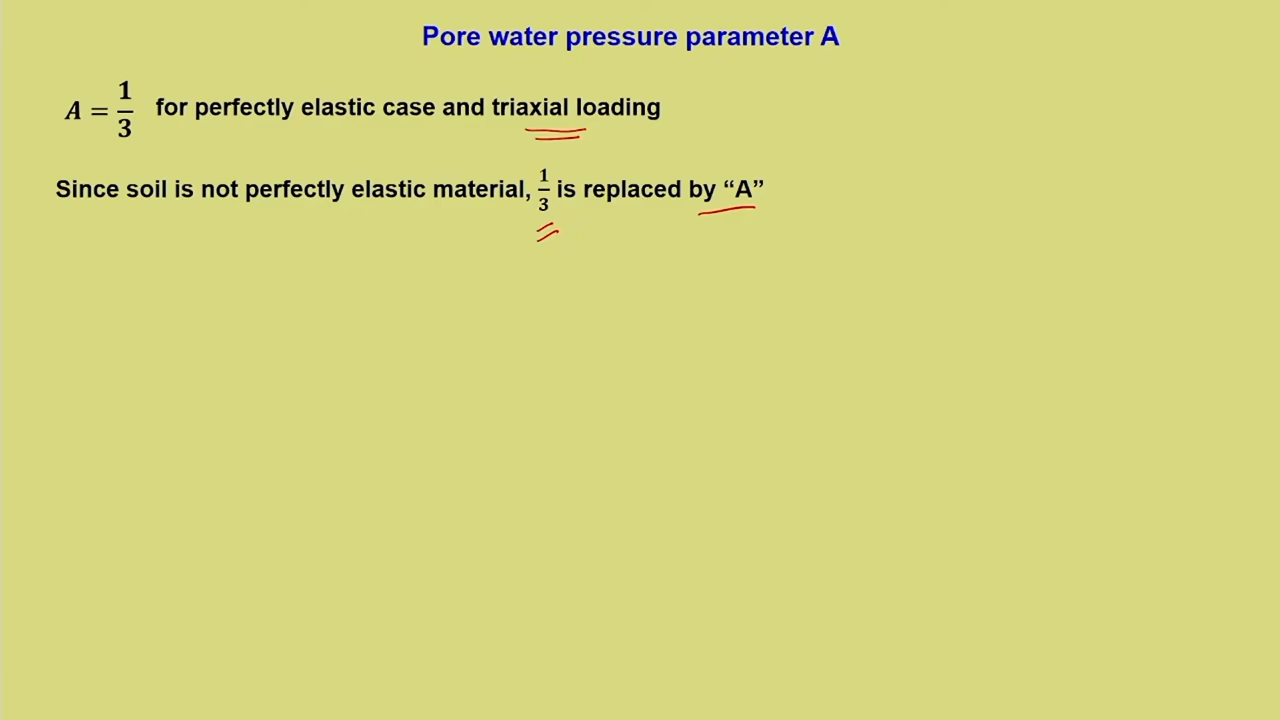 Pore water pressure parameter A
A = 1/3 for perfectly elastic case and triaxial loading
Since soil is not perfectly elastic material, 1/3 is replaced by “A”